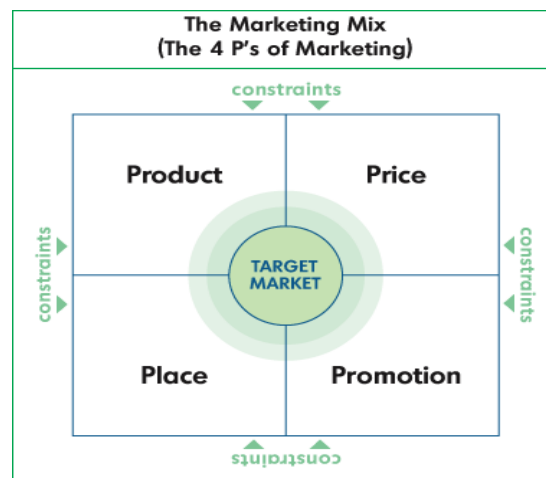 The Marketing Mix
(The 4 P's of Marketing)
constraints
Product
Price
constraints
constraints
TARGET
MARKET
Place
Promotion
constraints